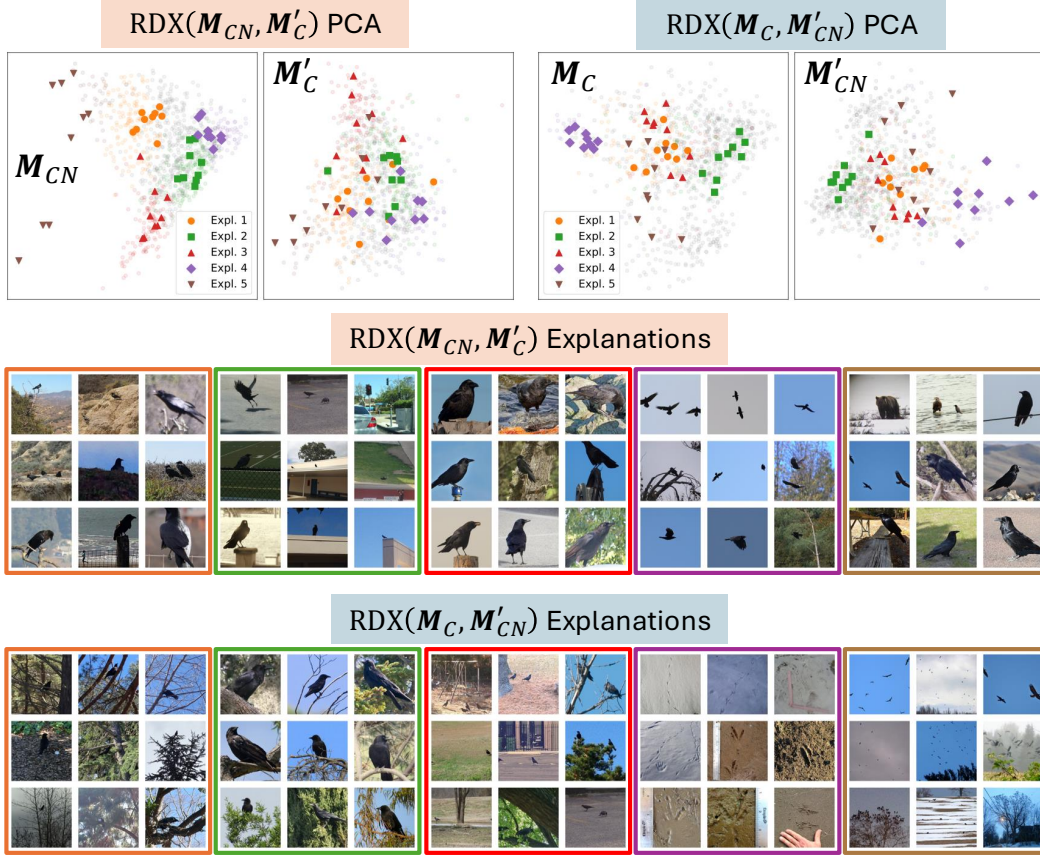 RDX(M_CN, M′_C) PCA
RDX(M_C, M′_CN) PCA
M_CN
M′_C
M_C
M′_CN
Expl. 1
Expl. 2
Expl. 3
Expl. 4
Expl. 5
Expl. 1
Expl. 2
Expl. 3
Expl. 4
Expl. 5
RDX(M_CN, M′_C) Explanations
RDX(M_C, M′_CN) Explanations